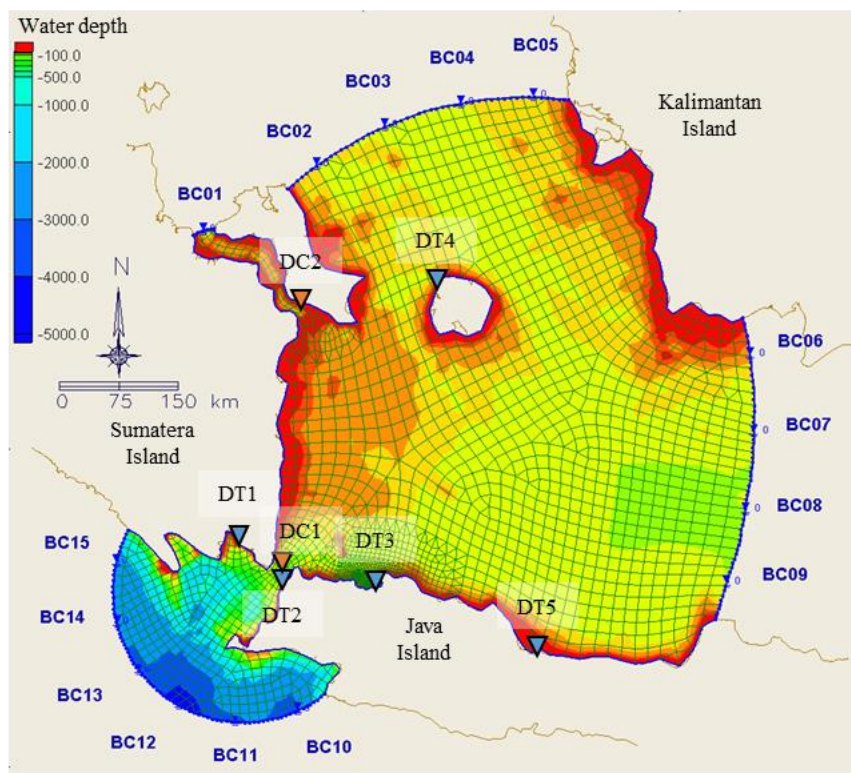 Water depth
-100.0
-500.0
-1000.0
-2000.0
-3000.0
-4000.0
-5000.0
BC05
BC04
BC03
BC02
BC01
Kalimantan
Island
DT4
DC2
N
0 75 150 km
Sumatera
Island
BC06
BC07
BC08
BC09
DT1
DC1
DT3
DT2
DT5
Java
Island
BC15
BC14
BC13
BC12
BC11
BC10